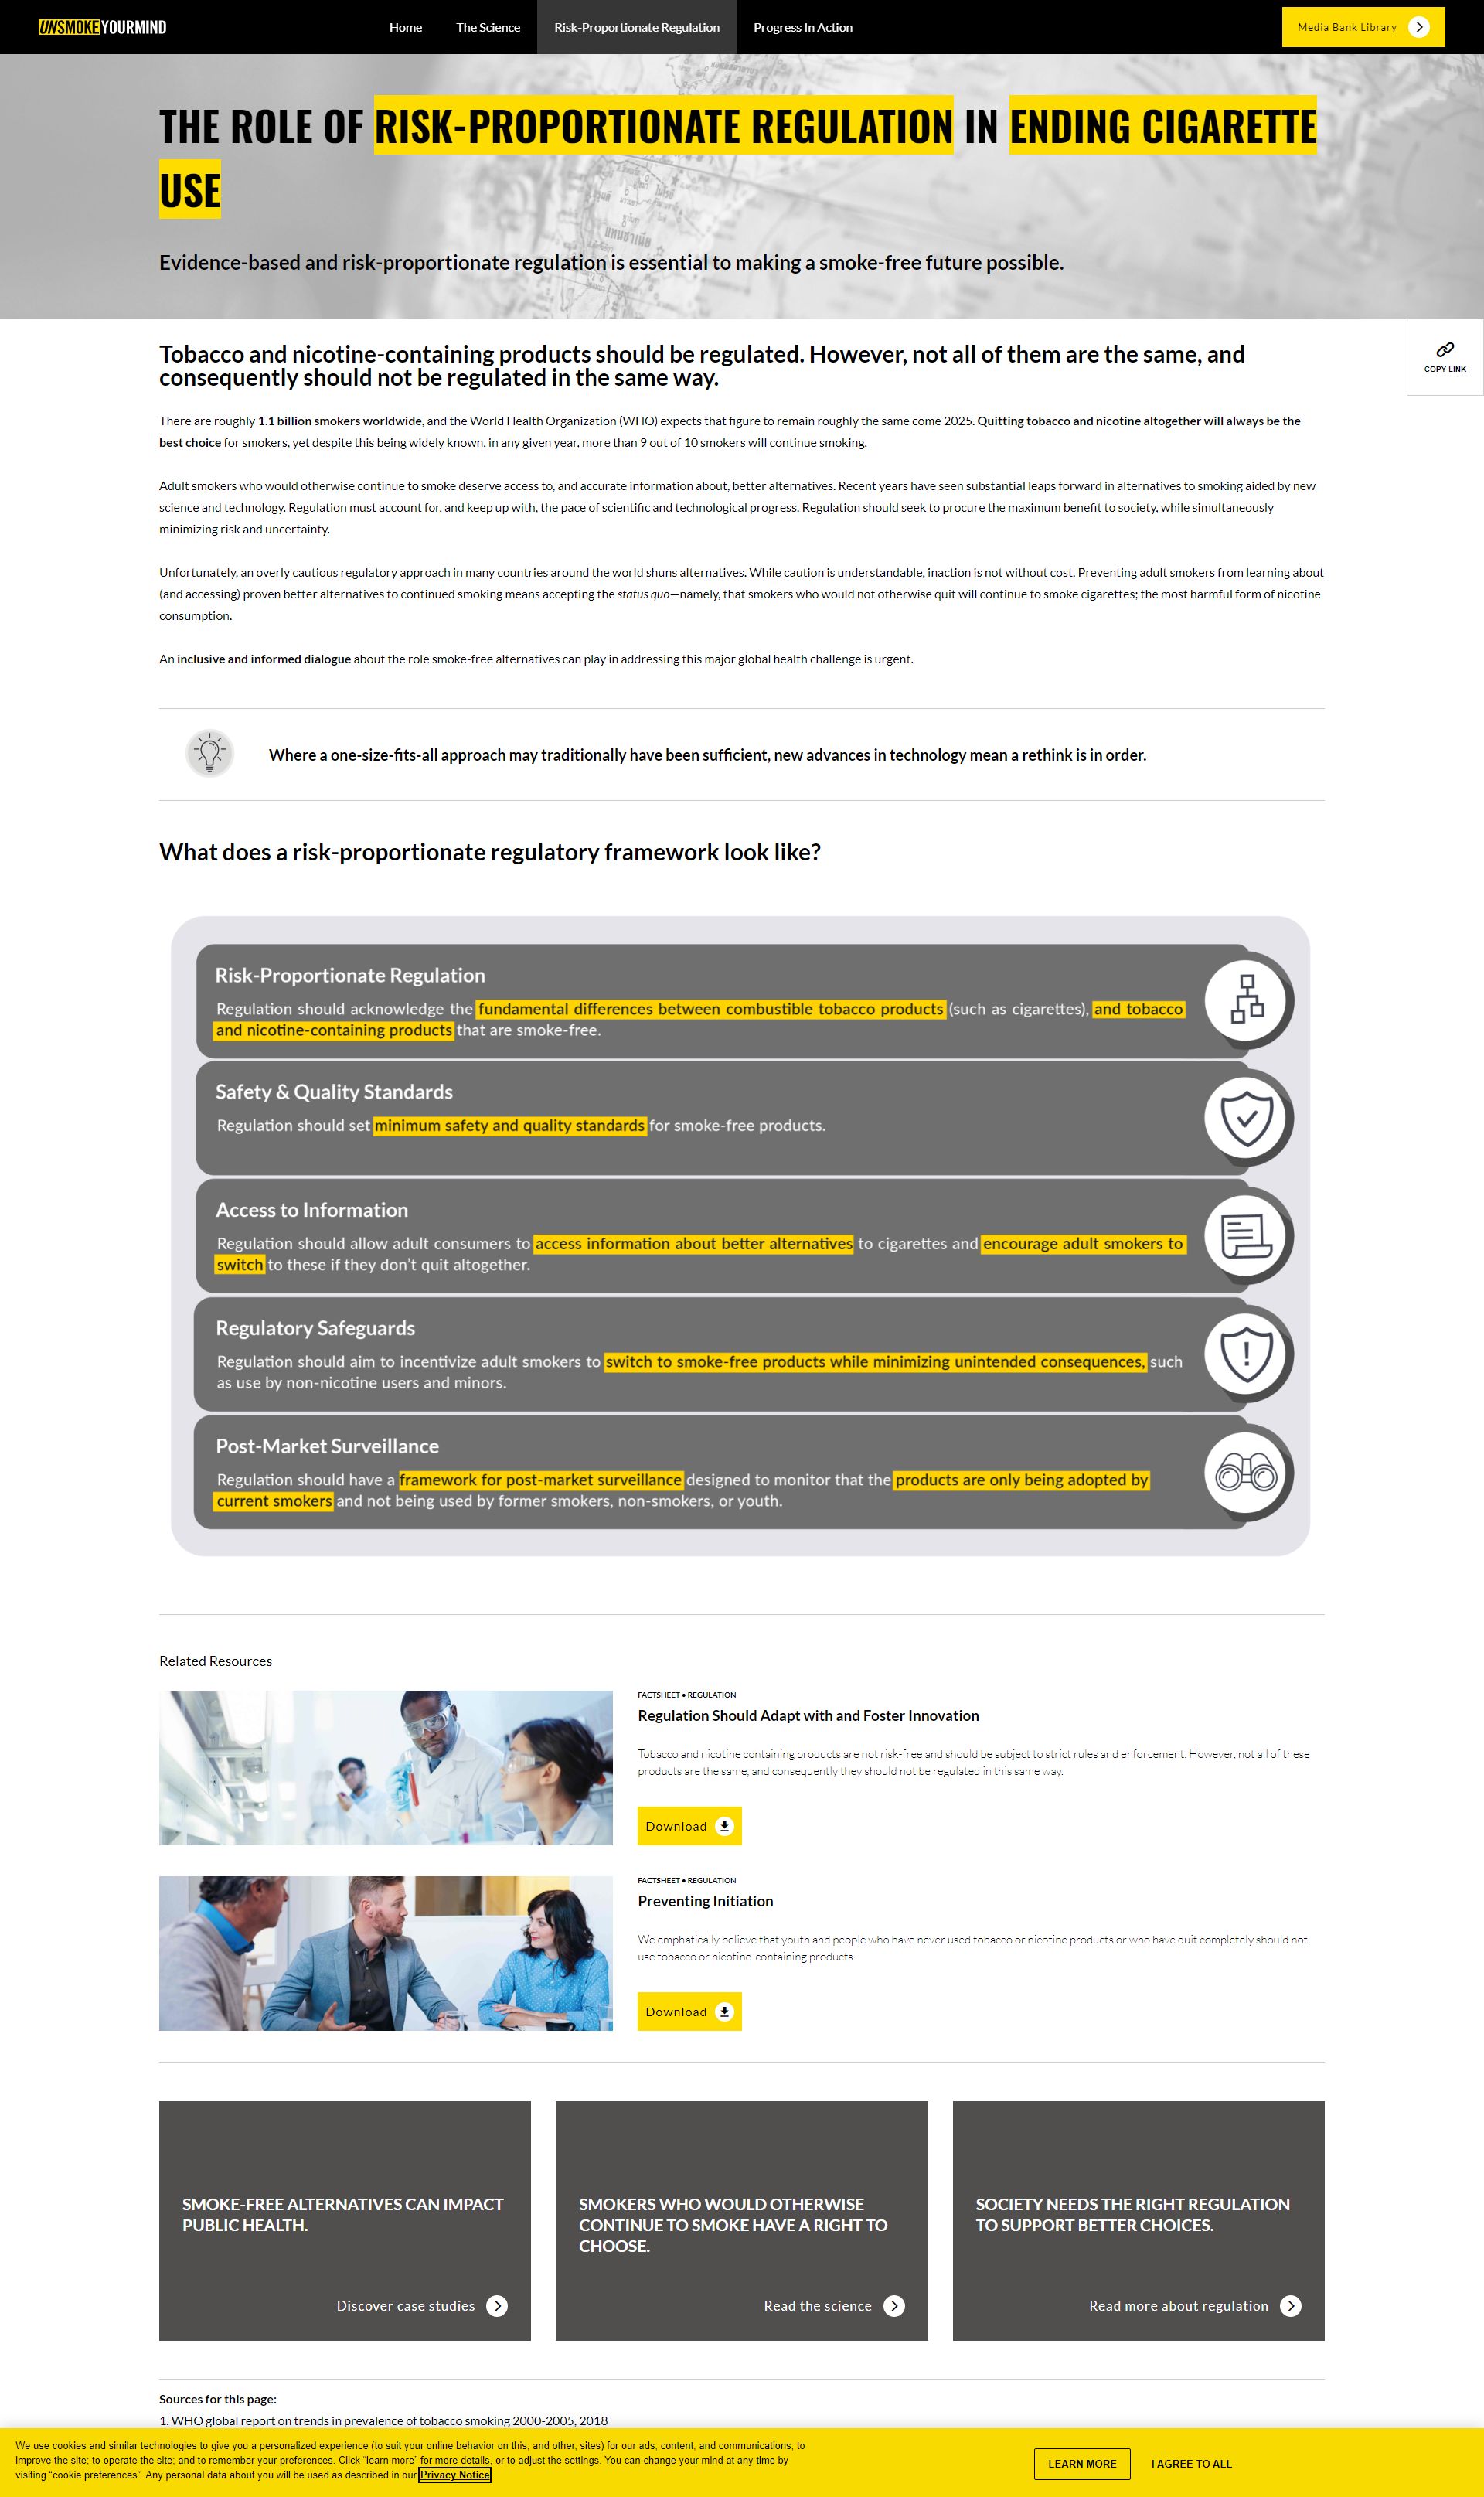 UNSMOKEYOURMIND
Home
The Science
Risk-Proportionate Regulation
Progress In Action
Media Bank Library
THE ROLE OF RISK-PROPORTIONATE REGULATION IN ENDING CIGARETTE
USE
Evidence-based and risk-proportionate regulation is essential to making a smoke-free future possible.
COPY LINK
Tobacco and nicotine-containing products should be regulated. However, not all of them are the same, and
consequently should not be regulated in the same way.
There are roughly 1.1 billion smokers worldwide, and the World Health Organization (WHO) expects that figure to remain roughly the same come 2025. Quitting tobacco and nicotine altogether will always be the
best choice for smokers, yet despite this being widely known, in any given year, more than 9 out of 10 smokers will continue smoking.
Adult smokers who would otherwise continue to smoke deserve access to, and accurate information about, better alternatives. Recent years have seen substantial leaps forward in alternatives to smoking aided by new
science and technology. Regulation must account for, and keep up with, the pace of scientific and technological progress. Regulation should seek to procure the maximum benefit to society, while simultaneously
minimizing risk and uncertainty.
Unfortunately, an overly cautious regulatory approach in many countries around the world shuns alternatives. While caution is understandable, inaction is not without cost. Preventing adult smokers from learning about
(and accessing) proven better alternatives to continued smoking means accepting the status quo—namely, that smokers who would not otherwise quit will continue to smoke cigarettes; the most harmful form of nicotine
consumption.
An inclusive and informed dialogue about the role smoke-free alternatives can play in addressing this major global health challenge is urgent.
Where a one-size-fits-all approach may traditionally have been sufficient, new advances in technology mean a rethink is in order.
What does a risk-proportionate regulatory framework look like?
Risk-Proportionate Regulation
Regulation should acknowledge the fundamental differences between combustible tobacco products (such as cigarettes), and tobacco
and nicotine-containing products that are smoke-free.
Safety & Quality Standards
Regulation should set minimum safety and quality standards for smoke-free products.
Access to Information
Regulation should allow adult consumers to access information about better alternatives to cigarettes and encourage adult smokers to
switch to these if they don't quit altogether.
Regulatory Safeguards
Regulation should aim to incentivize adult smokers to switch to smoke-free products while minimizing unintended consequences, such
as use by non-nicotine users and minors.
Post-Market Surveillance
Regulation should have a framework for post-market surveillance designed to monitor that the products are only being adopted by
current smokers and not being used by former smokers, non-smokers, or youth.
Related Resources
FACTSHEET • REGULATION
Regulation Should Adapt with and Foster Innovation
Tobacco and nicotine containing products are not risk-free and should be subject to strict rules and enforcement. However, not all of these
products are the same, and consequently they should not be regulated in this same way.
Download
FACTSHEET • REGULATION
Preventing Initiation
We emphatically believe that youth and people who have never used tobacco or nicotine products or who have quit completely should not
use tobacco or nicotine-containing products.
Download
SMOKE-FREE ALTERNATIVES CAN IMPACT
PUBLIC HEALTH.
Discover case studies
SMOKERS WHO WOULD OTHERWISE
CONTINUE TO SMOKE HAVE A RIGHT TO
CHOOSE.
Read the science
SOCIETY NEEDS THE RIGHT REGULATION
TO SUPPORT BETTER CHOICES.
Read more about regulation
Sources for this page:
1. WHO global report on trends in prevalence of tobacco smoking 2000-2005, 2018
We use cookies and similar technologies to give you a personalized experience (to suit your online behavior on this, and other, sites) for our ads, content, and communications; to
improve the site; to operate the site; and to remember your preferences. Click “learn more” for more details, or to adjust the settings. You can change your mind at any time by
visiting “cookie preferences”. Any personal data about you will be used as described in our Privacy Notice
LEARN MORE
I AGREE TO ALL